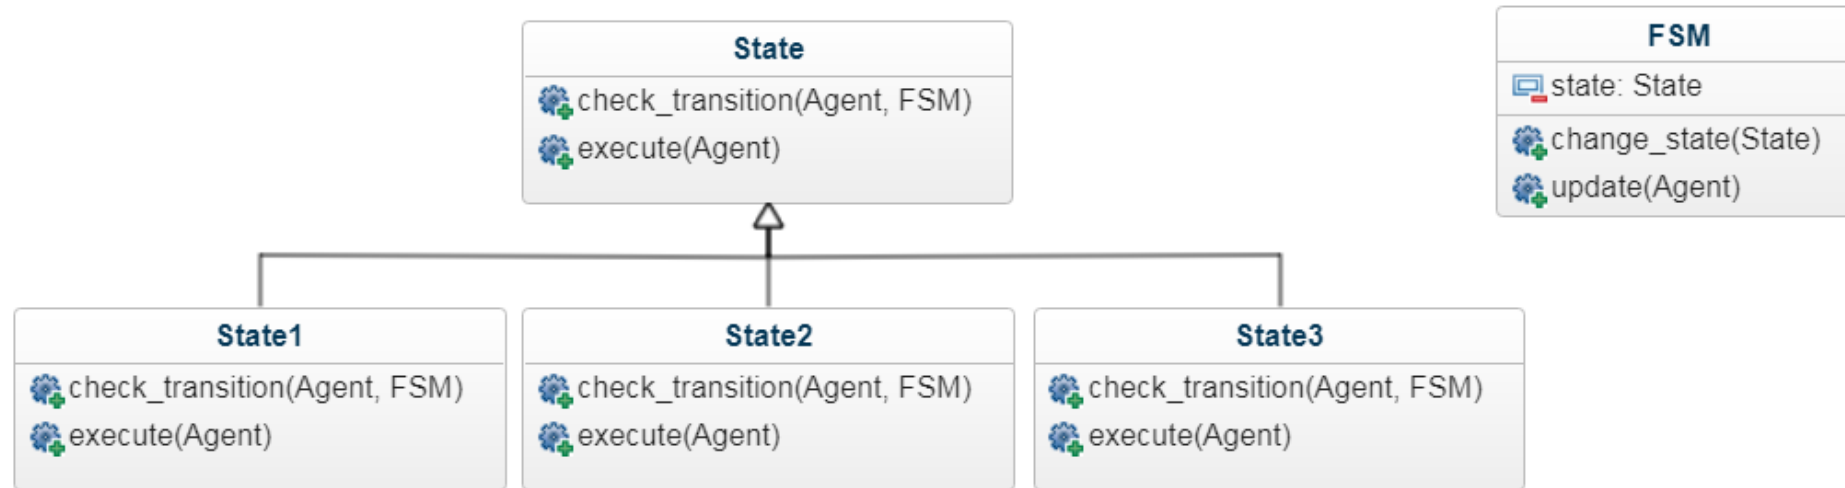 State
check_transition(Agent, FSM)
execute(Agent)
FSM
state: State
change_state(State)
update(Agent)
State1
check_transition(Agent, FSM)
execute(Agent)
State2
check_transition(Agent, FSM)
execute(Agent)
State3
check_transition(Agent, FSM)
execute(Agent)